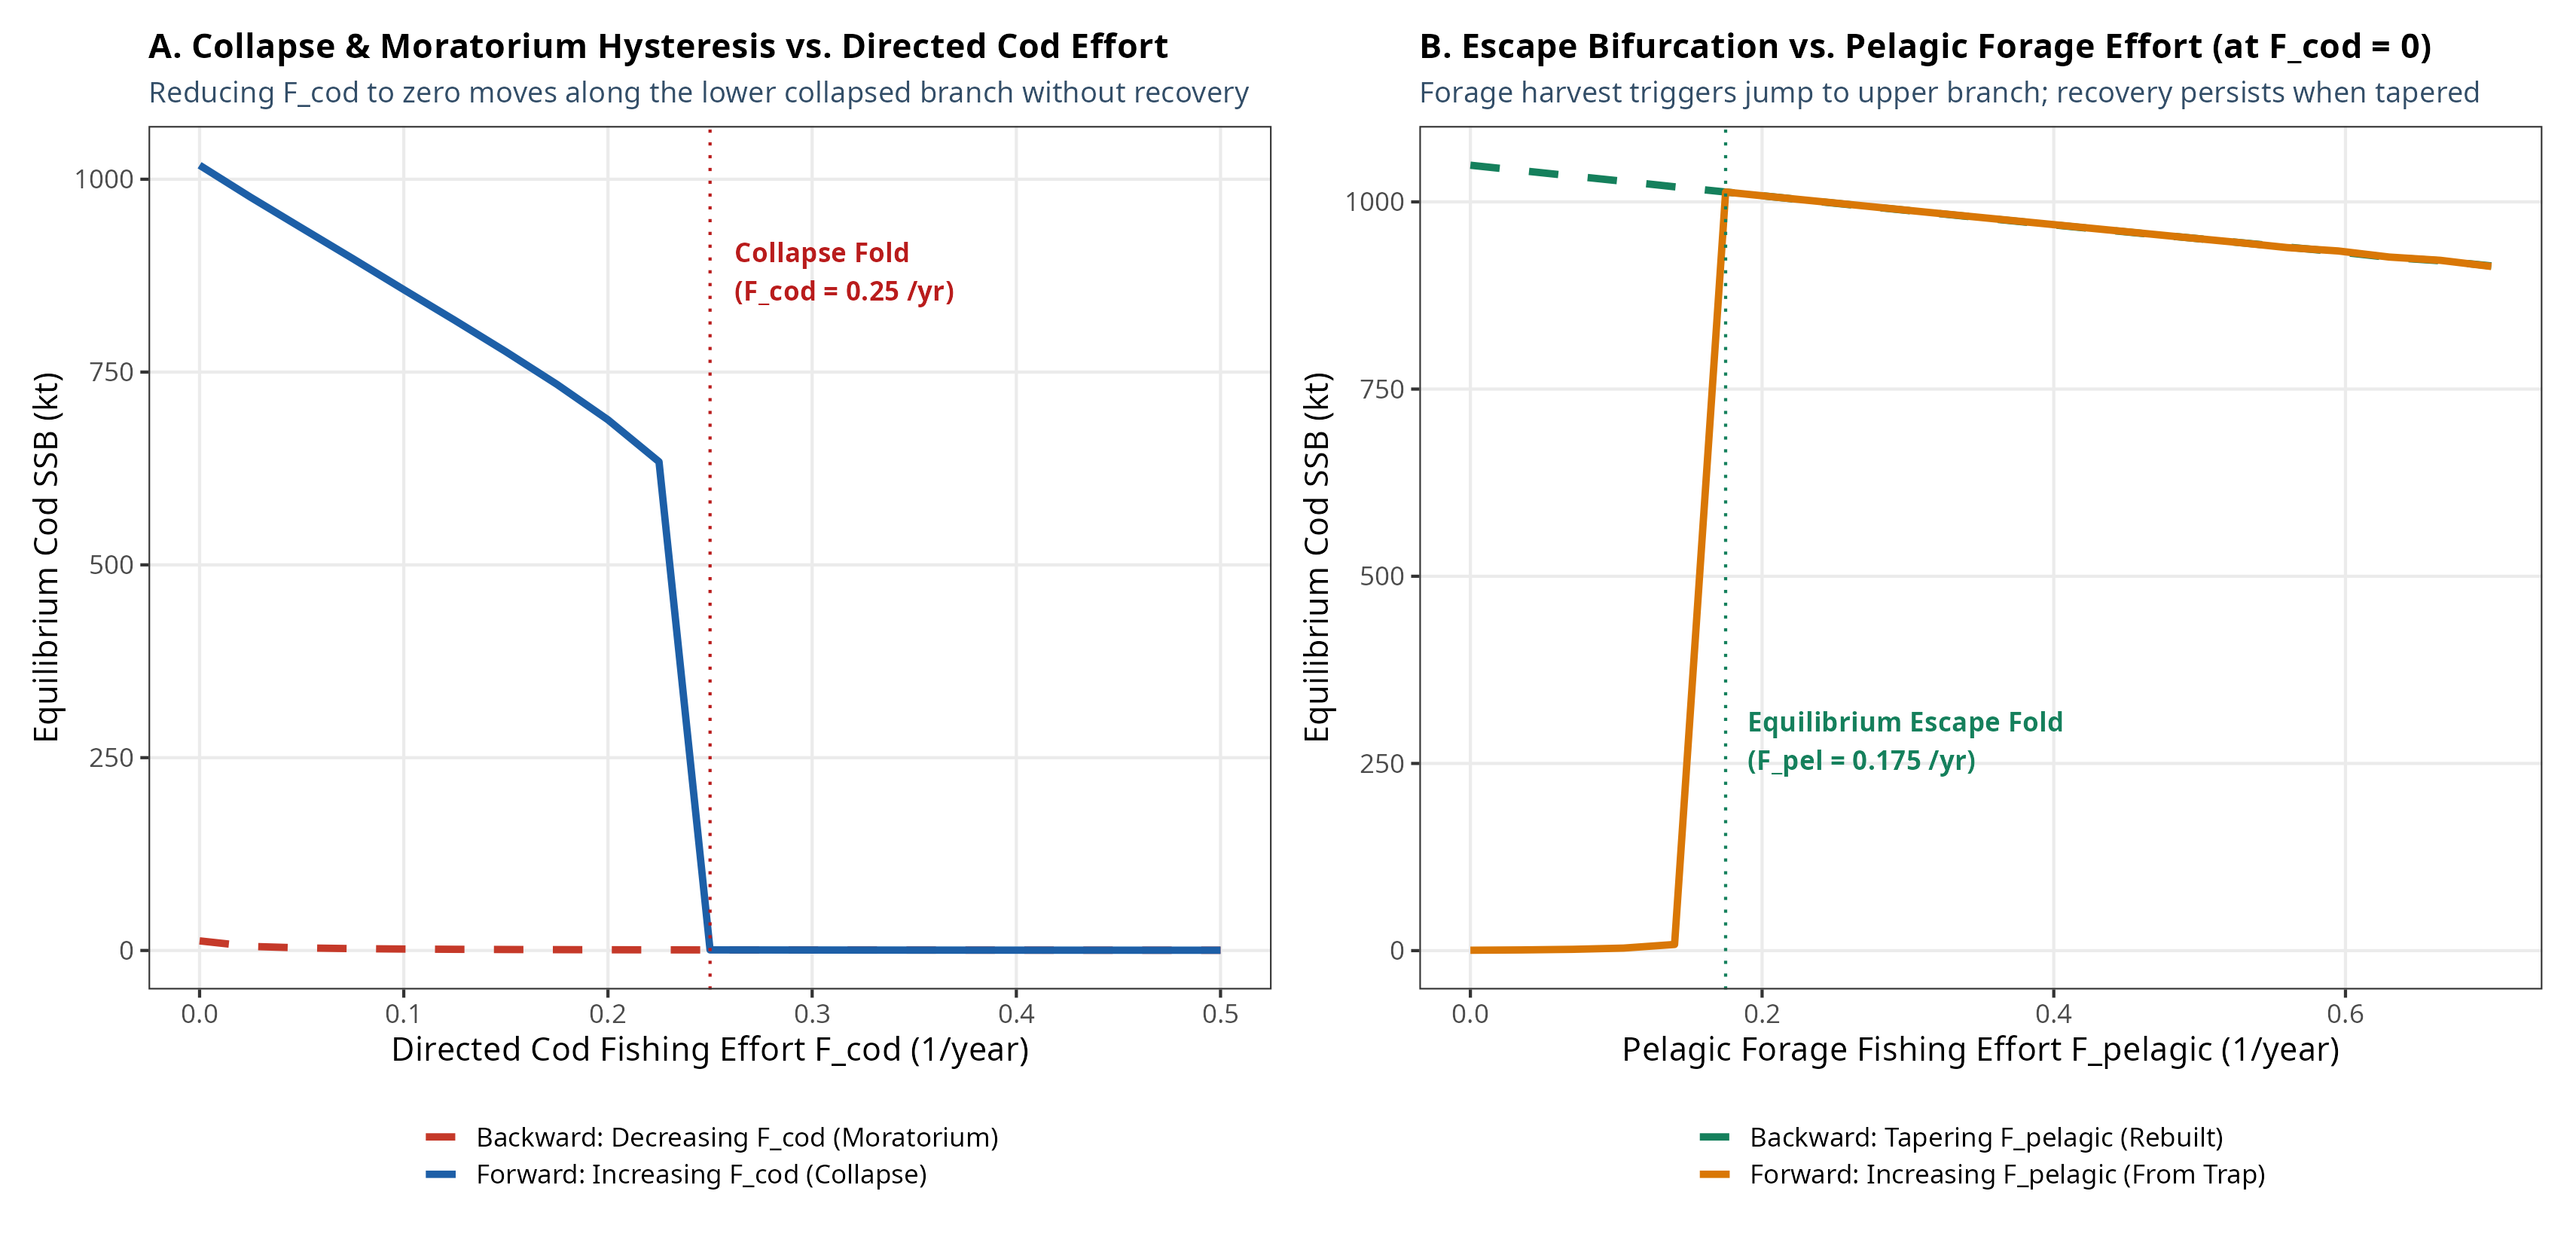 A. Collapse & Moratorium Hysteresis vs. Directed Cod Effort
Reducing F_cod to zero moves along the lower collapsed branch without recovery
Equilibrium Cod SSB (kt)
1000
750
500
250
0
Collapse Fold
(F_cod = 0.25 /yr)
0.0
0.1
0.2
0.3
0.4
0.5
Directed Cod Fishing Effort F_cod (1/year)
Backward: Decreasing F_cod (Moratorium)
Forward: Increasing F_cod (Collapse)
B. Escape Bifurcation vs. Pelagic Forage Effort (at F_cod = 0)
Forage harvest triggers jump to upper branch; recovery persists when tapered
Equilibrium Cod SSB (kt)
1000
750
500
250
0
Equilibrium Escape Fold
(F_pel = 0.175 /yr)
0.0
0.2
0.4
0.6
Pelagic Forage Fishing Effort F_pelagic (1/year)
Backward: Tapering F_pelagic (Rebuilt)
Forward: Increasing F_pelagic (From Trap)